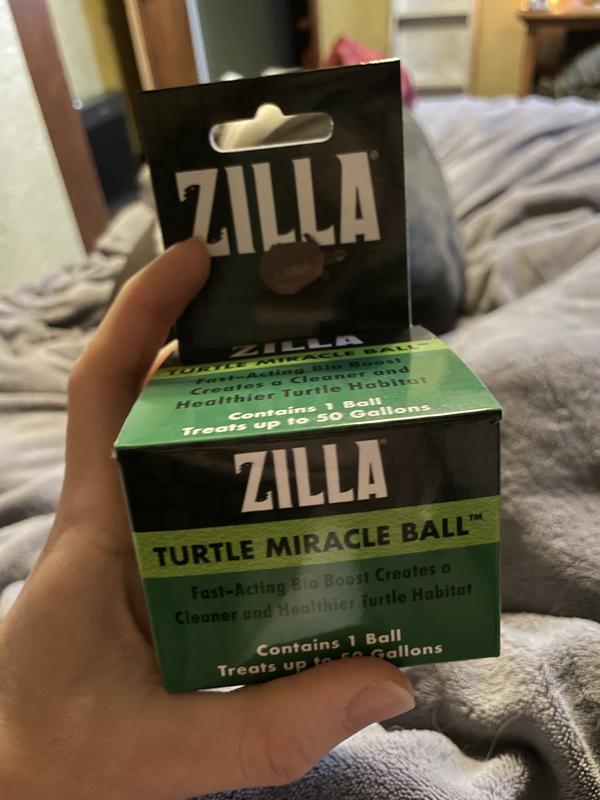 ZILLA®
ZILLA
TURTLE MIRACLE BALL™
Fast-Acting Bio Boost
Creates a Cleaner and
Healthier Turtle Habitat
Contains 1 Ball
Treats up to 50 Gallons
ZILLA
TURTLE MIRACLE BALL™
Fast-Acting Bio Boost Creates a
Cleaner and Healthier Turtle Habitat
Contains 1 Ball
Treats up to 50 Gallons